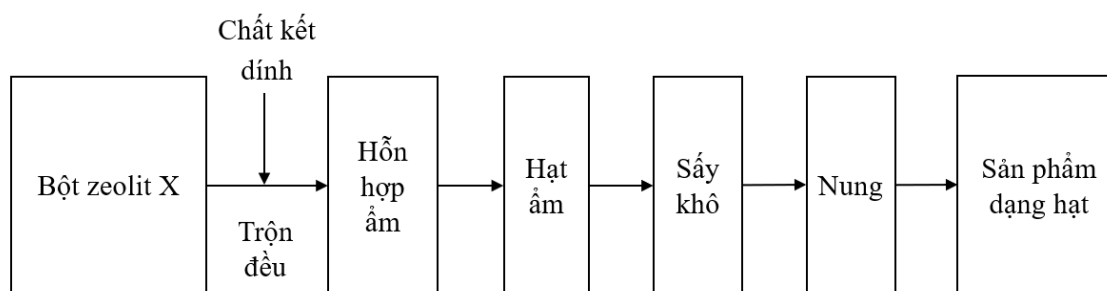 Chất kết
dính
Bột zeolit X
Trộn
đều
Hỗn
hợp
ẩm
Hạt
ẩm
Sấy
khô
Nung
Sản phẩm
dạng hạt